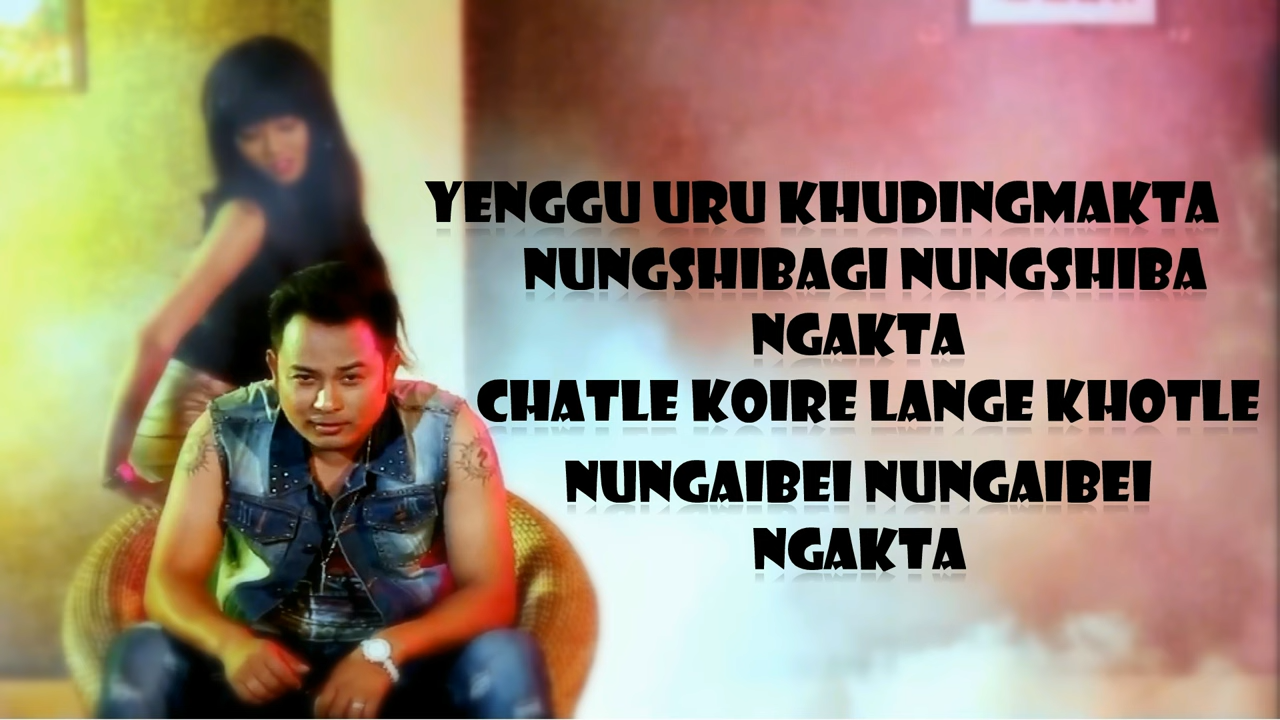 YENGGU URU KHUDINGMAKTA
NUNGSHIBAGI NUNGSHIBA
NGAKTA
CHATLE KOIRE LANGE KHOTLE
NUNGAIBEI NUNGAIBEI
NGAKTA